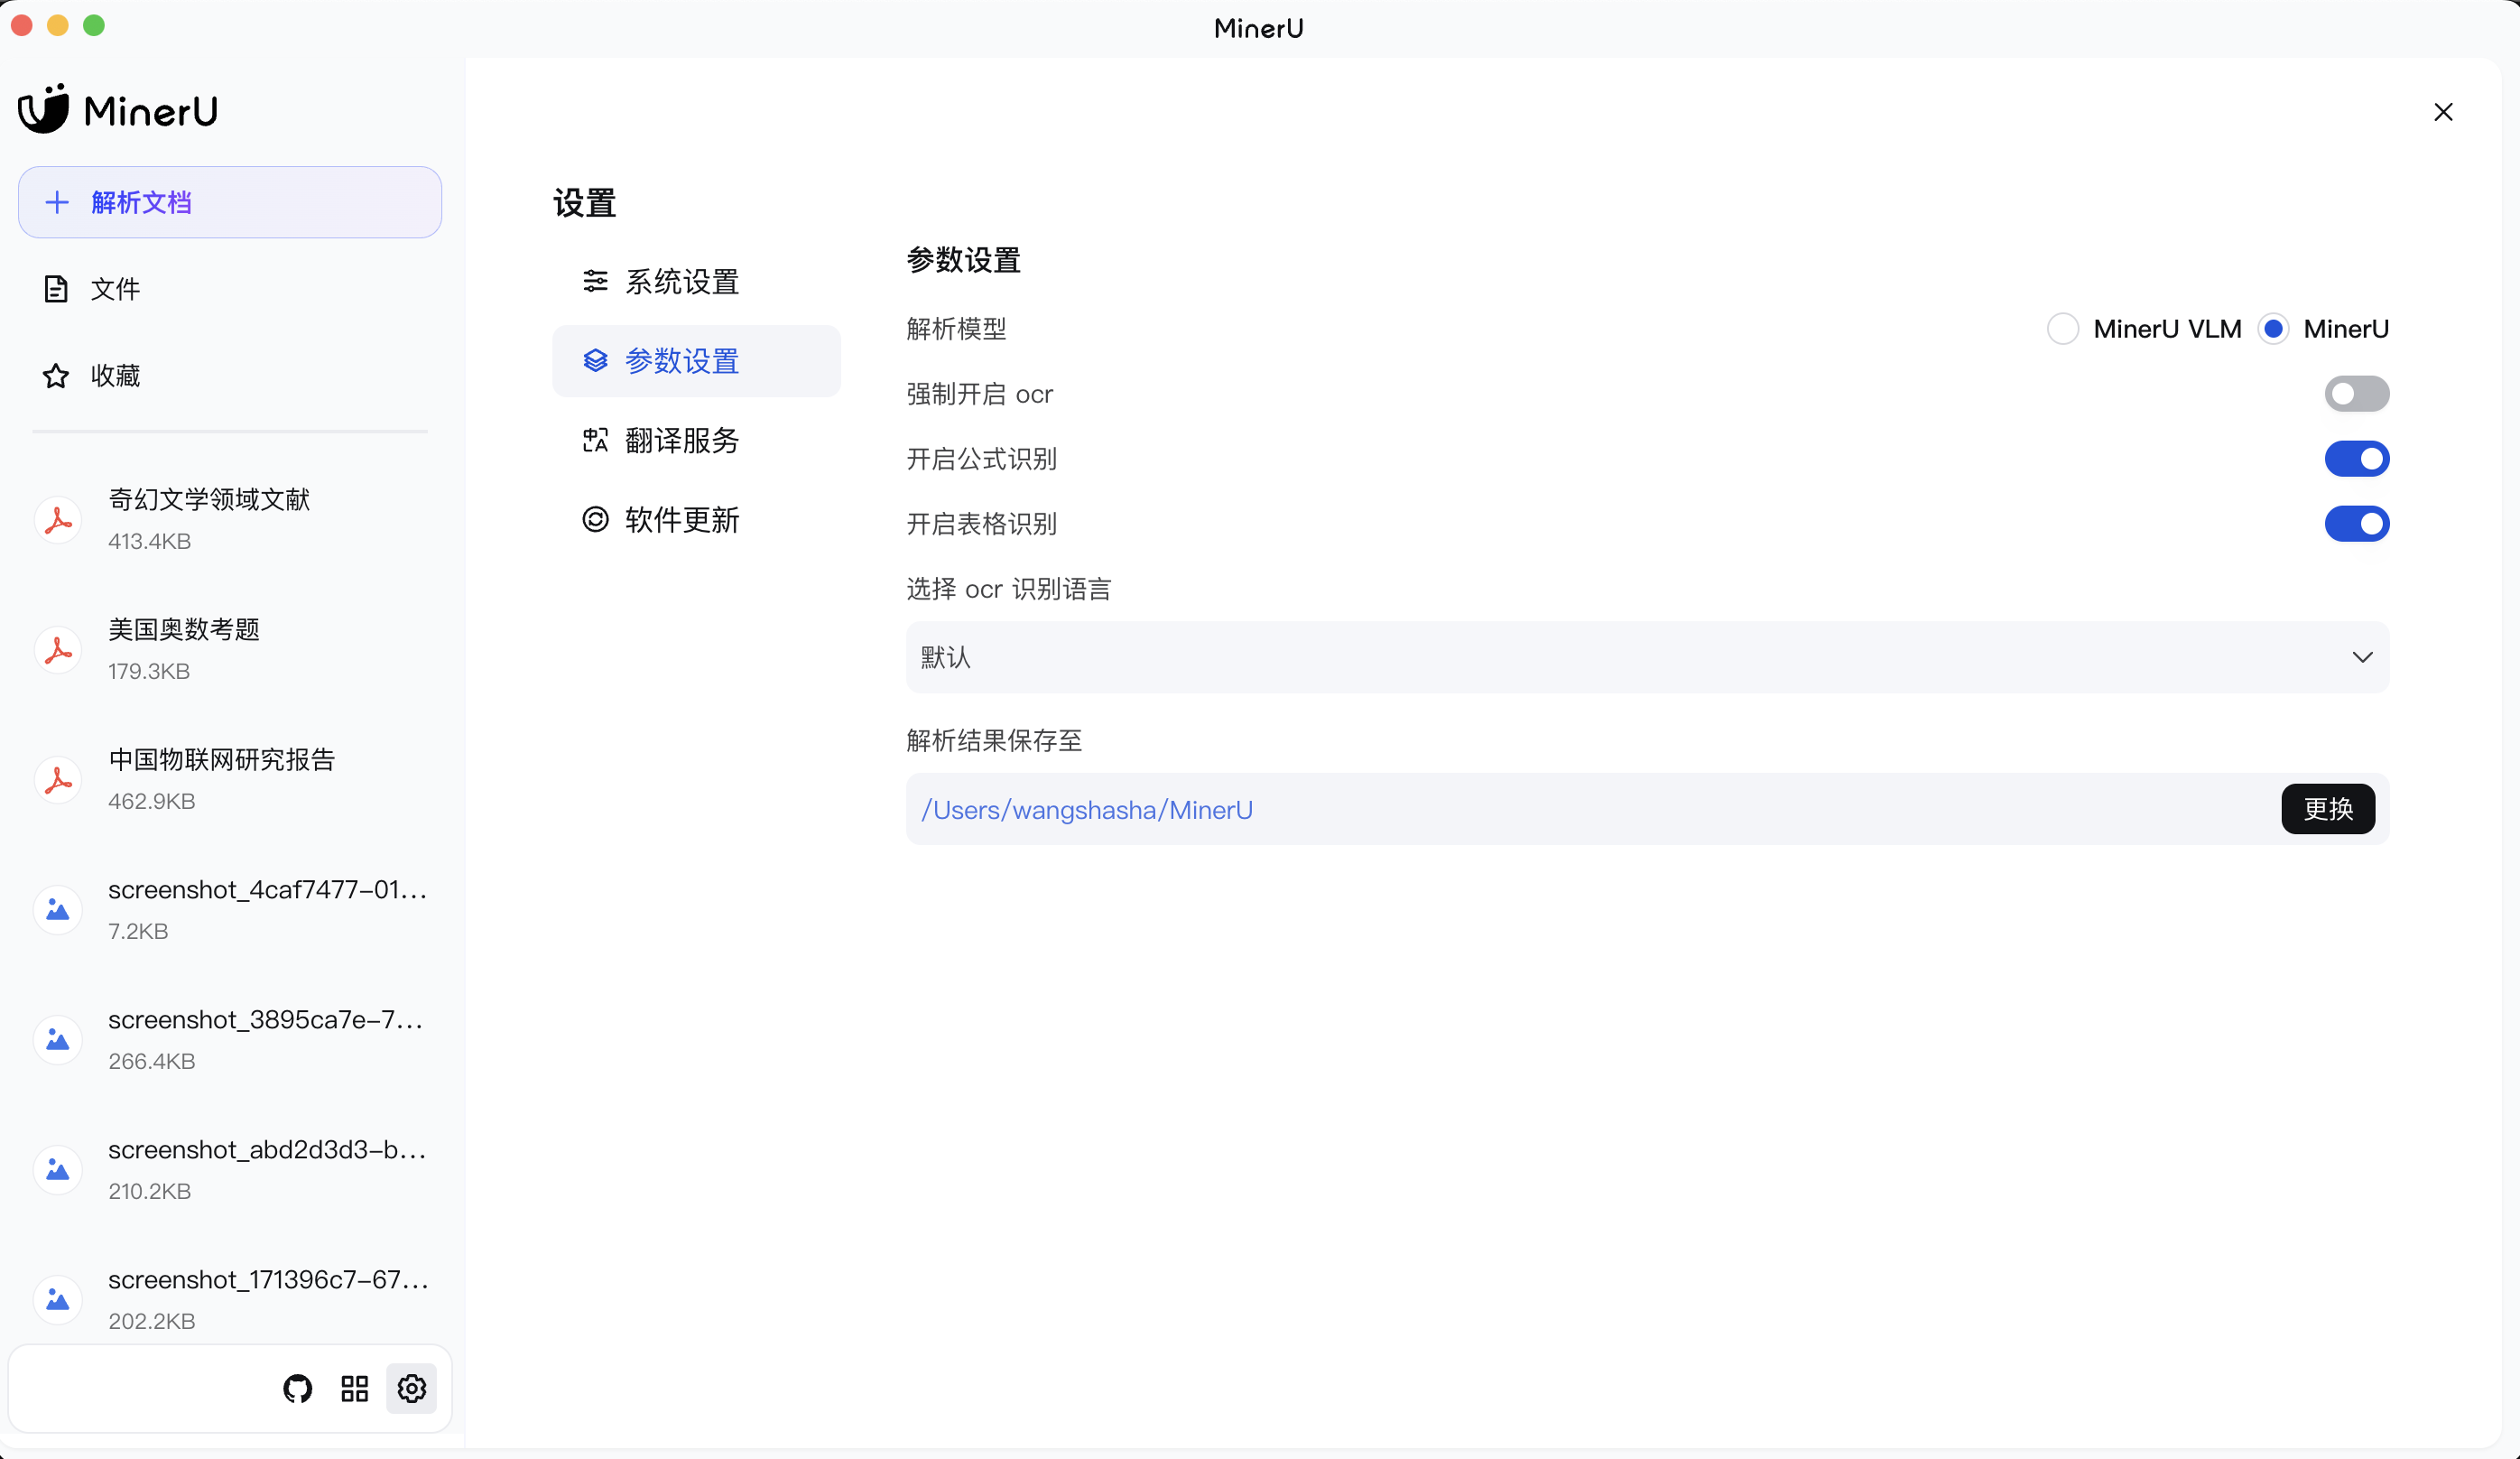 MinerU
MinerU
解析文档
文件
收藏
奇幻文学领域文献
413.4KB
美国奥数考题
179.3KB
中国物联网研究报告
462.9KB
screenshot_4caf7477-01...
7.2KB
screenshot_3895ca7e-7...
266.4KB
screenshot_abd2d3d3-b...
210.2KB
screenshot_171396c7-67...
202.2KB
设置
系统设置
参数设置
翻译服务
软件更新
参数设置
解析模型 MinerU VLM MinerU
强制开启 ocr
开启公式识别
开启表格识别
选择 ocr 识别语言
默认
解析结果保存至
/Users/wangshasha/MinerU 更换